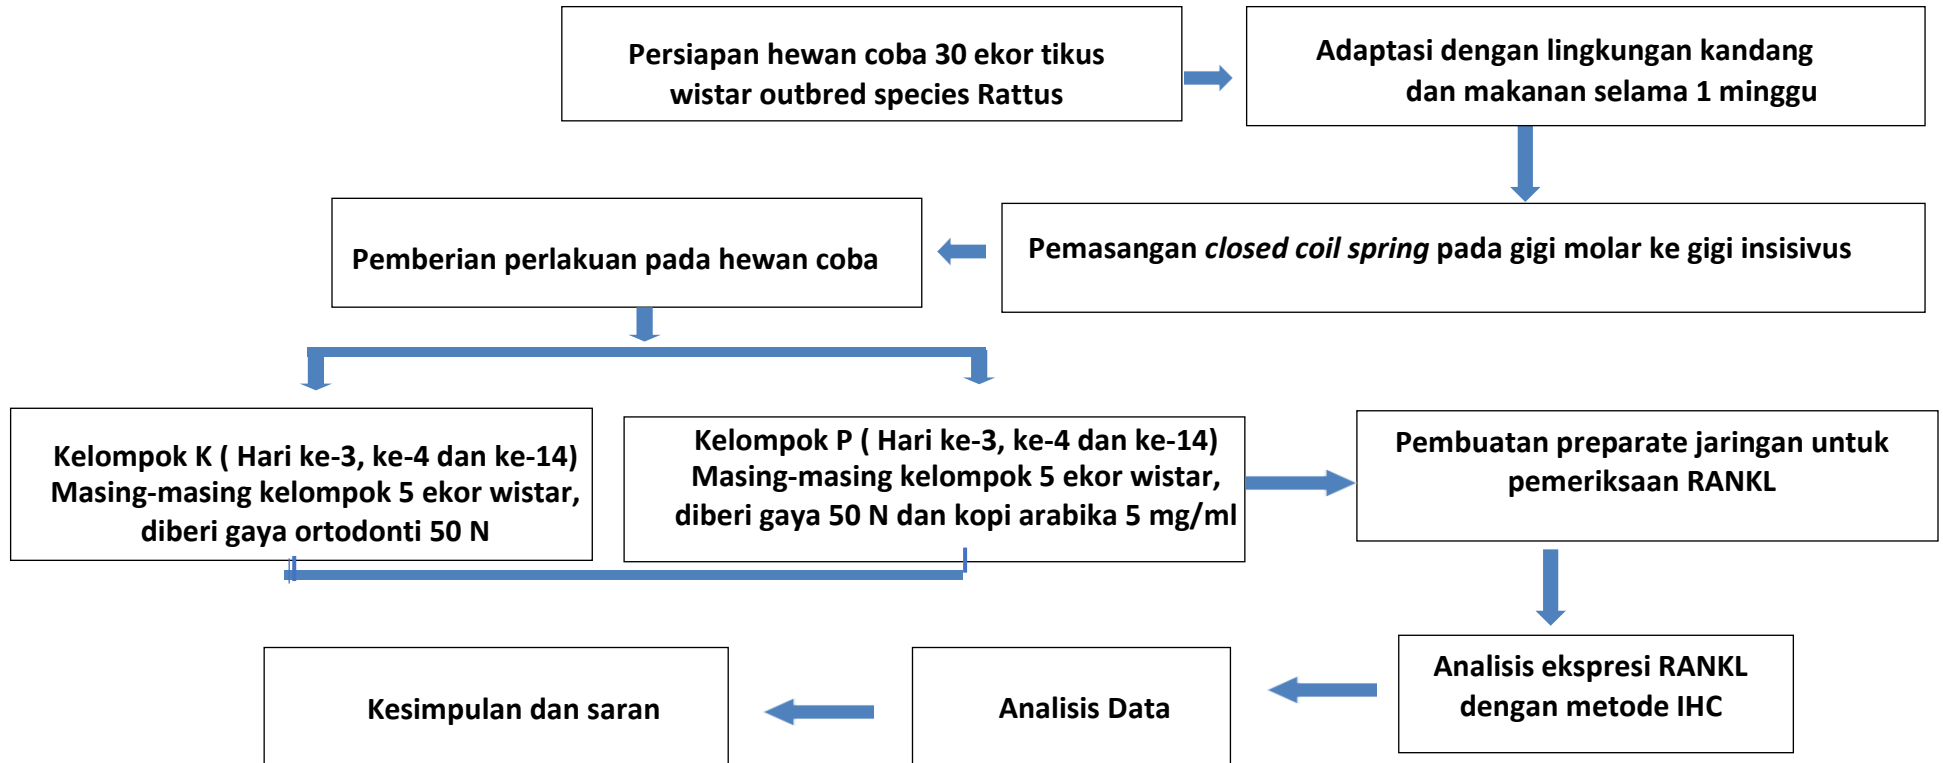 Persiapan hewan coba 30 ekor tikus
wistar outbred species Rattus
Adaptasi dengan lingkungan kandang
dan makanan selama 1 minggu
Pemasangan closed coil spring pada gigi molar ke gigi insisivus
Pemberian perlakuan pada hewan coba
Kelompok K ( Hari ke-3, ke-4 dan ke-14)
Masing-masing kelompok 5 ekor wistar,
diberi gaya ortodonti 50 N
Kelompok P ( Hari ke-3, ke-4 dan ke-14)
Masing-masing kelompok 5 ekor wistar,
diberi gaya 50 N dan kopi arabika 5 mg/ml
Pembuatan preparate jaringan untuk
pemeriksaan RANKL
Analisis ekspresi RANKL
dengan metode IHC
Analisis Data
Kesimpulan dan saran